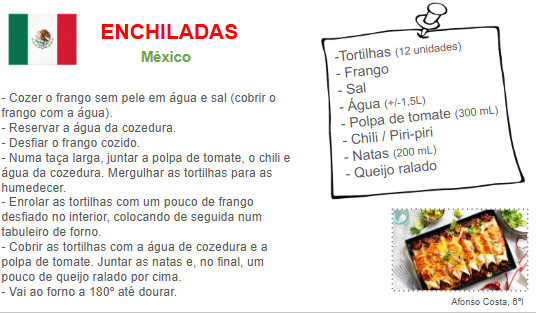 ENCHILADAS
México
- Cozer o frango sem pele em água e sal (cobrir o
frango com a água).
- Reservar a água da cozedura.
- Desfiar o frango cozido.
- Numa taça larga, juntar a polpa de tomate, o chili e
água da cozedura. Mergulhar as tortilhas para as
humedecer.
- Enrolar as tortilhas com um pouco de frango
desfiado no interior, colocando de seguida num
tabuleiro de forno.
- Cobrir as tortilhas com a água de cozedura e a
polpa de tomate. Juntar as natas e, no final, um
pouco de queijo ralado por cima.
- Vai ao forno a 180º até dourar.
-Tortilhas (12 unidades)
- Frango
- Sal
- Água (+/-1,5L)
- Polpa de tomate (300 mL)
- Chili / Piri-piri
- Natas (200 mL)
- Queijo ralado
Afonso Costa, 6ºI